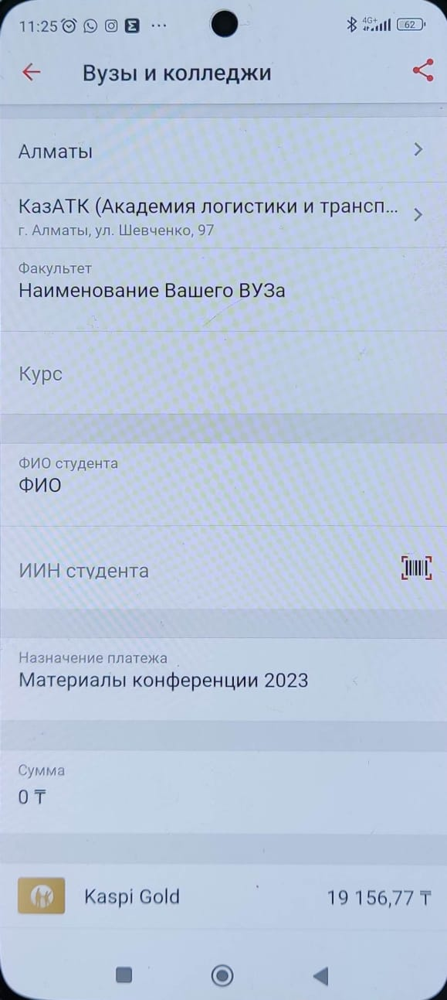 11:25
4G+
62
Вузы и колледжи
Алматы
КазАТК (Академия логистики и трансп...
г. Алматы, ул. Шевченко, 97
Факультет
Наименование Вашего ВУЗа
Курс
ФИО студента
ФИО
ИИН студента
Назначение платежа
Материалы конференции 2023
Сумма
0 ₸
Kaspi Gold
19 156,77 ₸